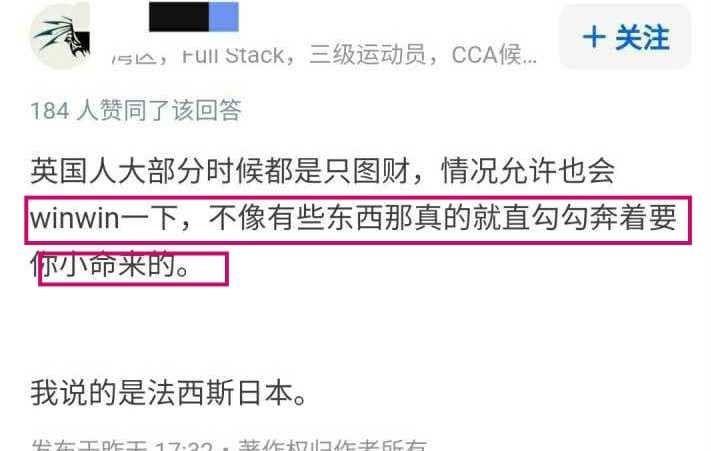 湾区，Full Stack，三级运动员，CCA候…
+ 关注
184 人赞同了该回答
英国人大部分时候都是只图财，情况允许也会
winwin一下，不像有些东西那真的就直勾勾奔着要
你小命来的。
我说的是法西斯日本。
发布于昨天 17:32・著作权归作者所有